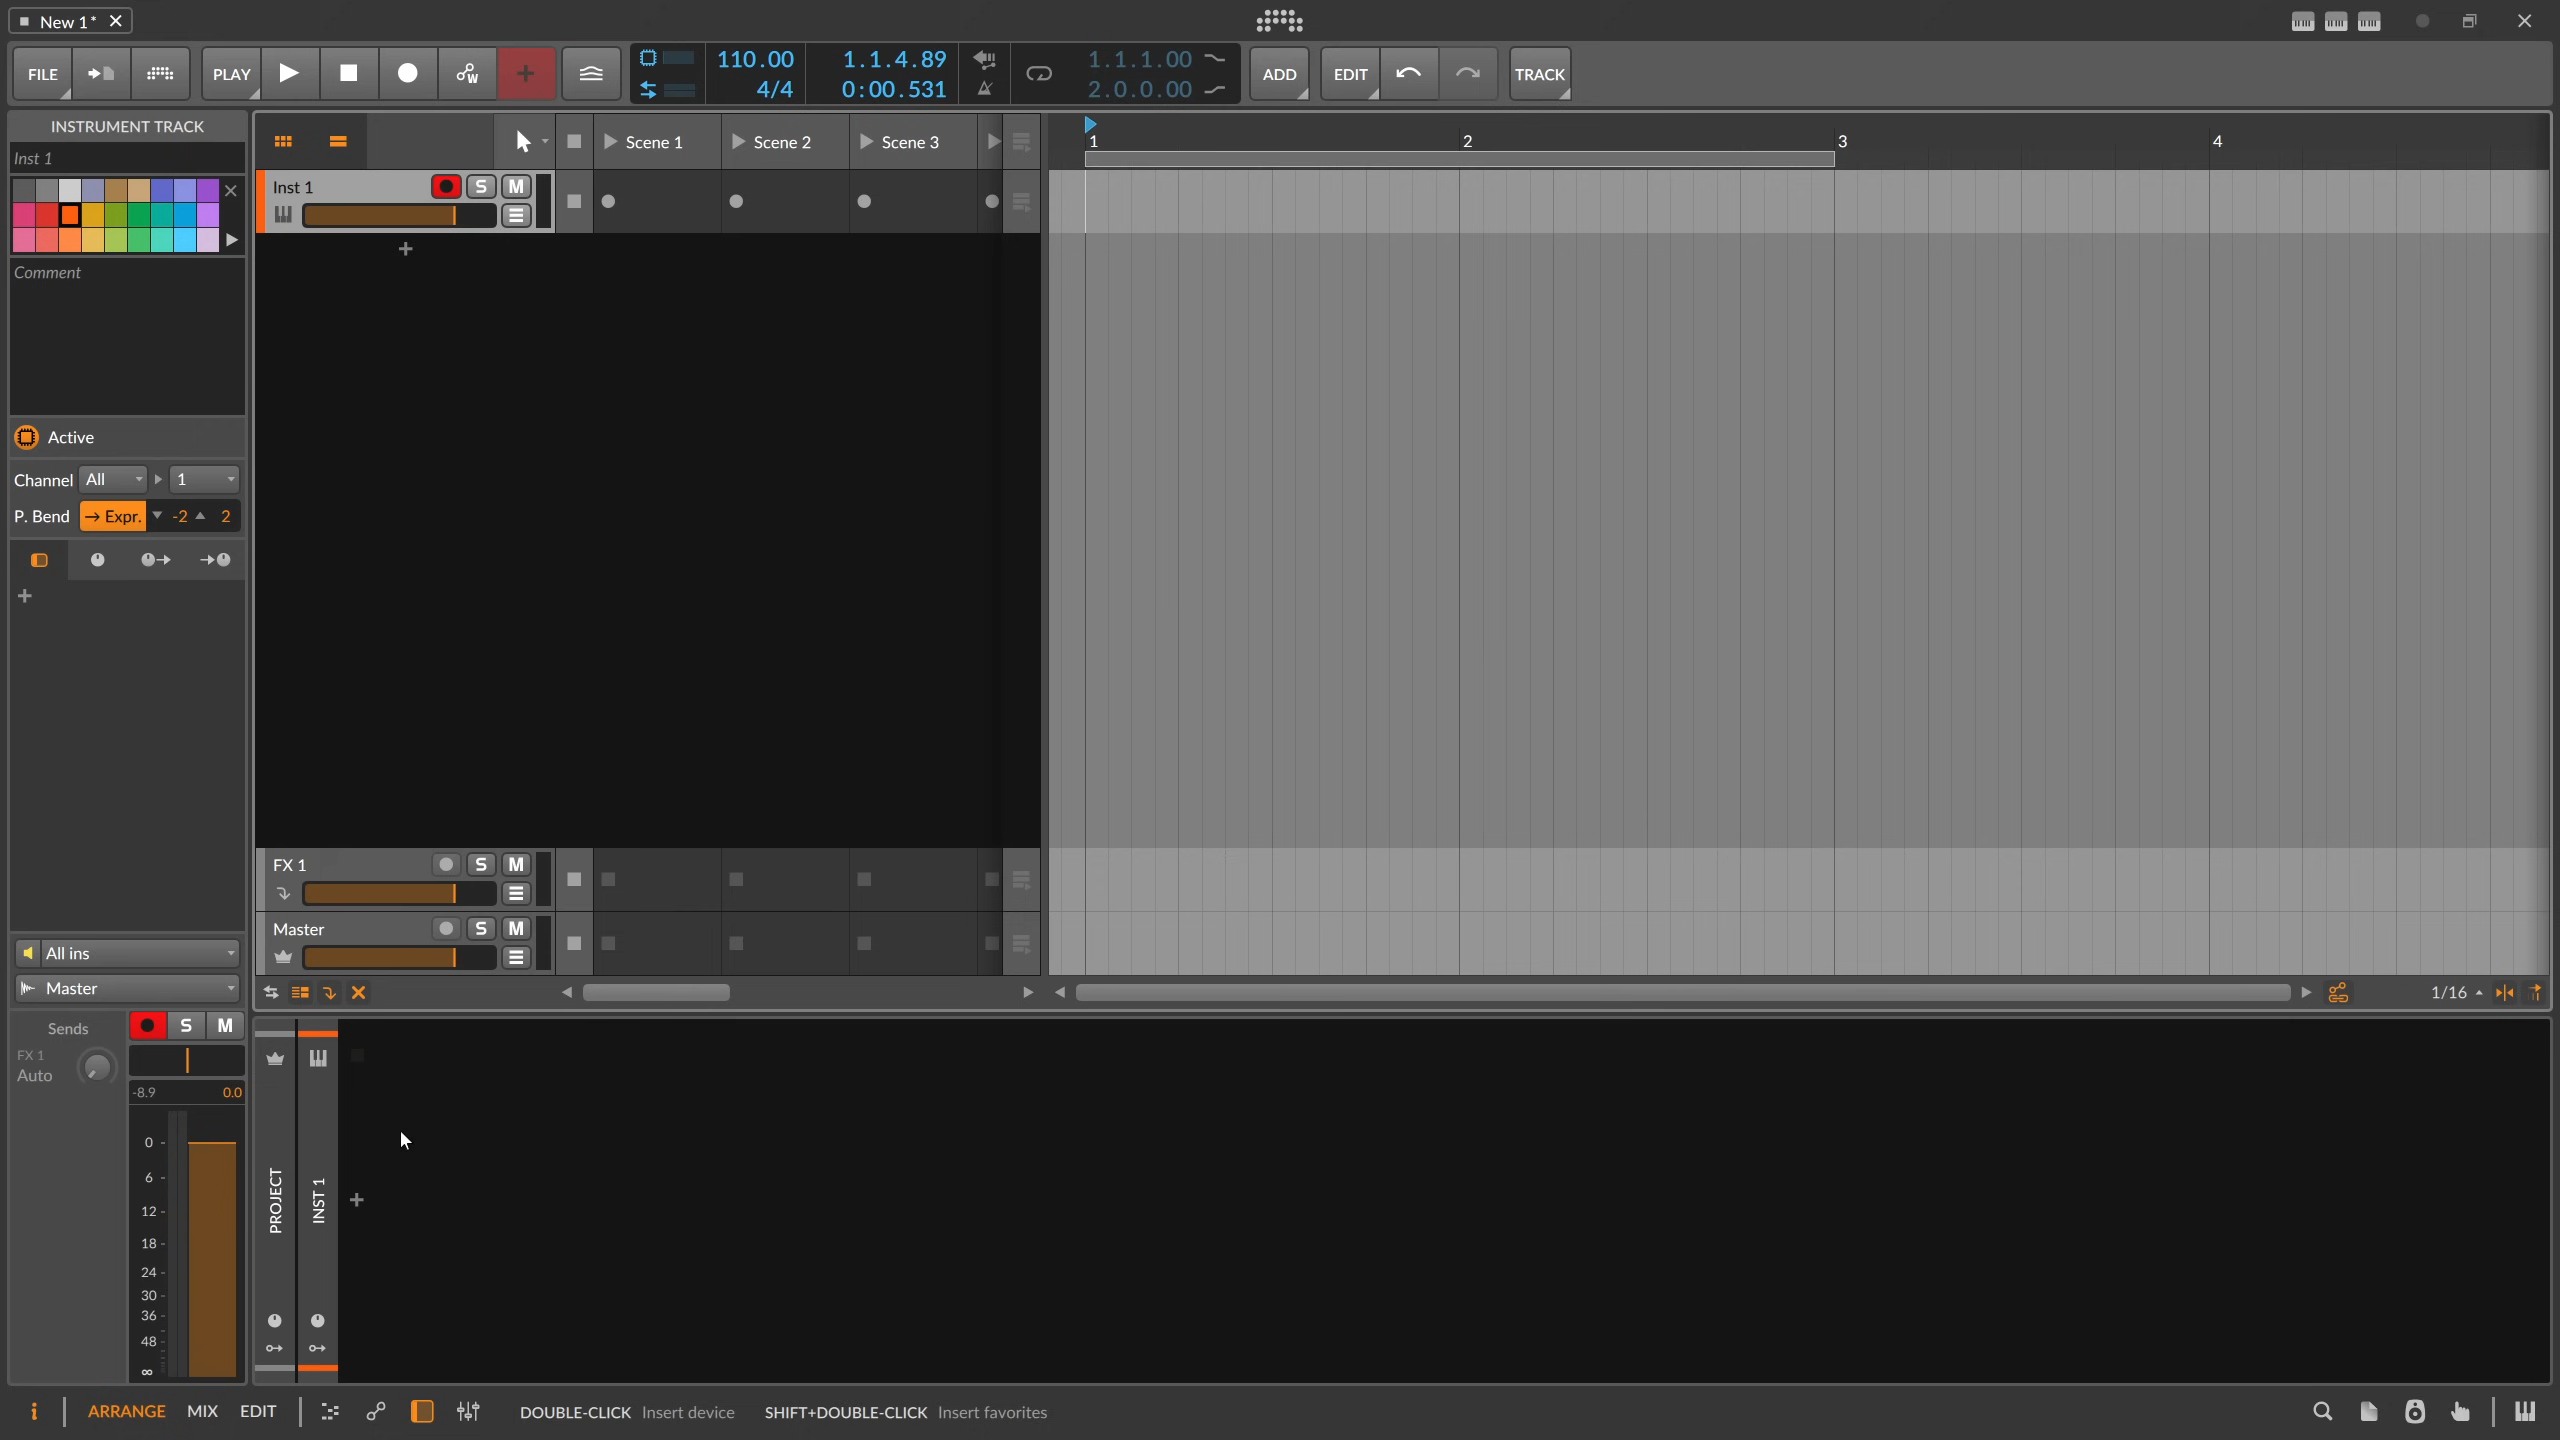 New 1*
FILE
PLAY
110.00
4/4
1.1.4.89
0:00.531
1.1.1.00
2.0.0.00
ADD
EDIT
TRACK
INSTRUMENT TRACK
Inst 1
Comment
Active
Channel All 1
P. Bend → Expr. -2 2
All ins
Master
Sends
FX 1
Auto
S M
-8.9 0.0
0
6
12
18
24
30
36
48
∞
Scene 1
Scene 2
Scene 3
Inst 1 S M
FX 1 S M
Master S M
1 2 3 4
1/16
PROJECT
INST 1
i
ARRANGE MIX EDIT
DOUBLE-CLICK Insert device SHIFT+DOUBLE-CLICK Insert favorites